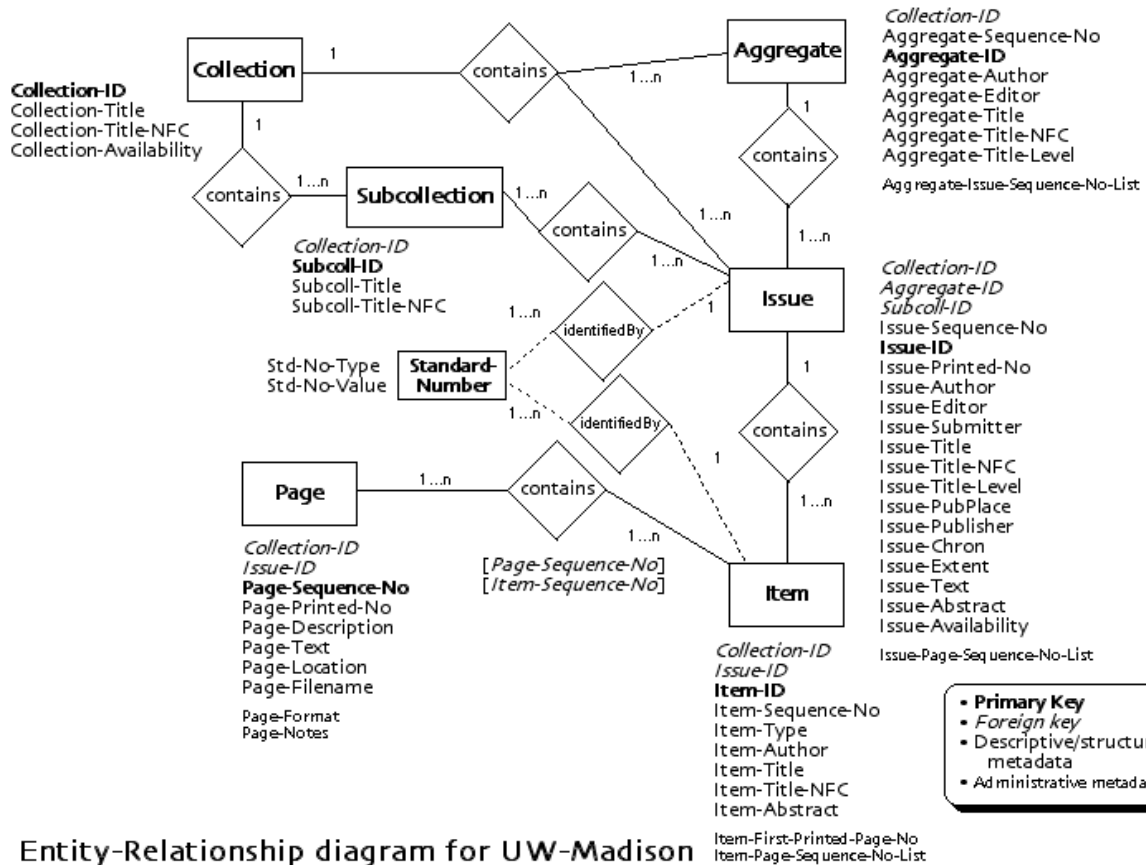 Collection
1
contains
1...n
Aggregate
Collection-ID
Aggregate-Sequence-No
Aggregate-ID
Aggregate-Author
Aggregate-Editor
Aggregate-Title
Aggregate-Title-NFC
Aggregate-Title-Level
Aggregate-Issue-Sequence-No-List
Collection-ID
Collection-Title
Collection-Title-NFC
Collection-Availability
1
contains
1...n
Subcollection
Collection-ID
Subcoll-ID
Subcoll-Title
Subcoll-Title-NFC
1...n
contains
1...n
1...n
1
contains
1...n
Issue
Collection-ID
Aggregate-ID
Subcoll-ID
Issue-Sequence-No
Issue-ID
Issue-Printed-No
Issue-Author
Issue-Editor
Issue-Submitter
Issue-Title
Issue-Title-NFC
Issue-Title-Level
Issue-PubPlace
Issue-Publisher
Issue-Chron
Issue-Extent
Issue-Text
Issue-Abstract
Issue-Availability
Issue-Page-Sequence-No-List
1...n
identifiedBy
1
Std-No-Type
Std-No-Value
Standard-
Number
1...n
identifiedBy
1
1
contains
1...n
Page
1...n
contains
1...n
[Page-Sequence-No]
[Item-Sequence-No]
Collection-ID
Issue-ID
Page-Sequence-No
Page-Printed-No
Page-Description
Page-Text
Page-Location
Page-Filename
Page-Format
Page-Notes
Item
Collection-ID
Issue-ID
Item-ID
Item-Sequence-No
Item-Type
Item-Author
Item-Title
Item-Title-NFC
Item-Abstract
Item-First-Printed-Page-No
Item-Page-Sequence-No-List
• Primary Key
• Foreign key
• Descriptive/structu
metadata
• Administrative metada
Entity-Relationship diagram for UW-Madison